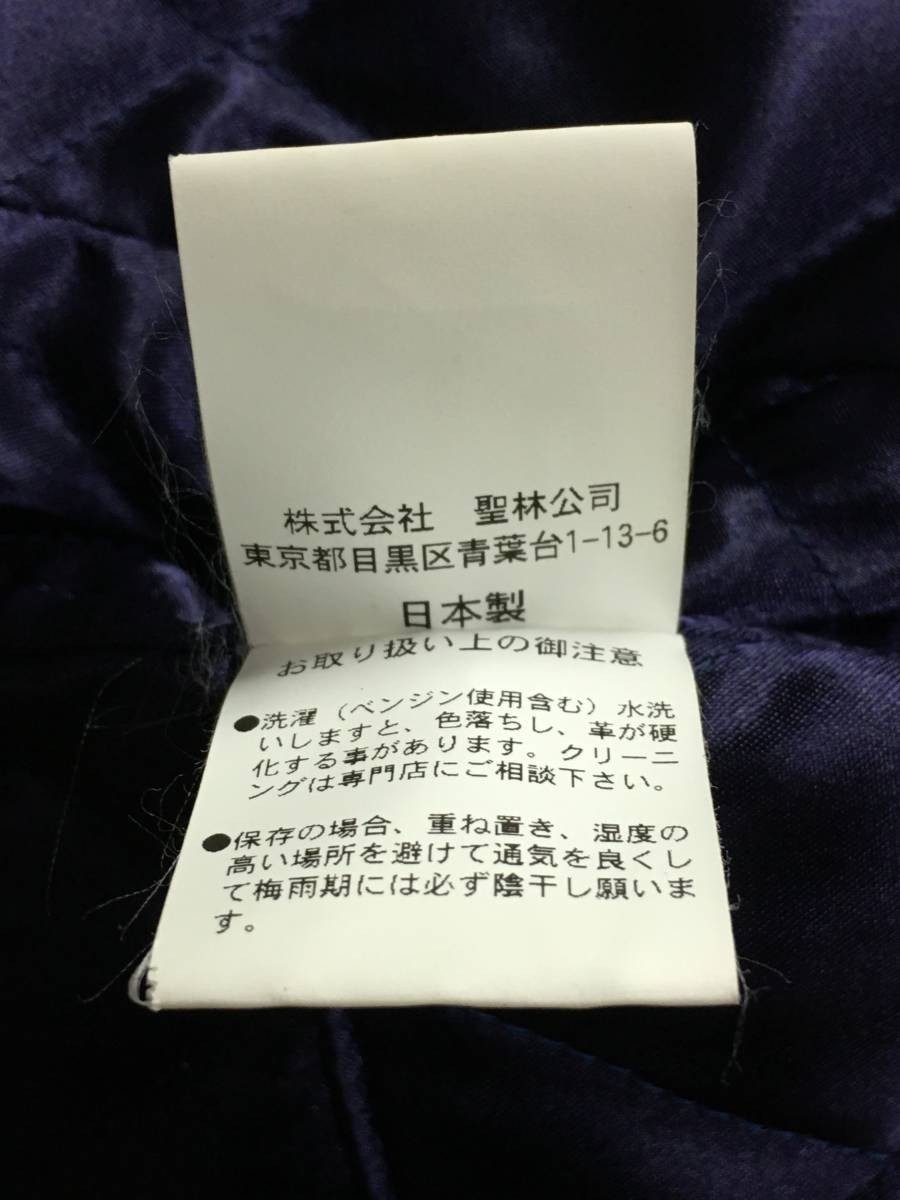 株式会社　聖林公司
東京都目黒区青葉台1-13-6
日本製
お取り扱い上の御注意
●洗濯（ベンジン使用含む）水洗
いしますと、色落ちし、革が硬
化する事があります。クリーニ
ングは専門店にご相談下さい。
●保存の場合、重ね置き、湿度の
高い場所を避けて通気を良くし
て梅雨期には必ず陰干し願いま
す。